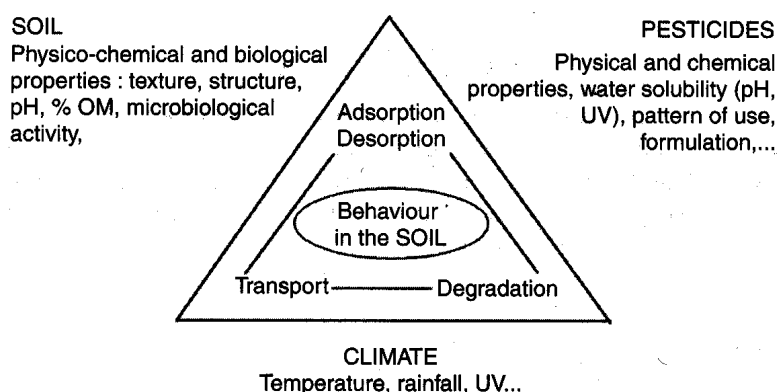 SOIL
Physico-chemical and biological
properties : texture, structure,
pH, % OM, microbiological
activity,
PESTICIDES
Physical and chemical
properties, water solubility (pH,
UV), pattern of use,
formulation,...
Adsorption
Desorption
Behaviour
in the SOIL
Transport
Degradation
CLIMATE
Temperature, rainfall, UV...